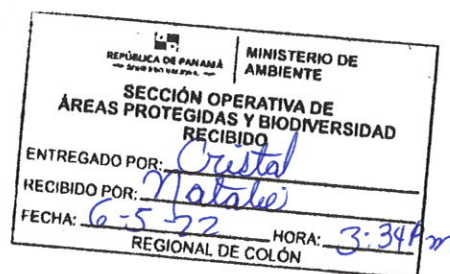 REPÚBLICA DE PANAMÁ
MINISTERIO DE
AMBIENTE
SECCIÓN OPERATIVA DE
ÁREAS PROTEGIDAS Y BIODIVERSIDAD
RECIBIDO
ENTREGADO POR: Cristal
RECIBIDO POR: Natalie
FECHA: 6-5-22 HORA: 3:34 Pm
REGIONAL DE COLÓN